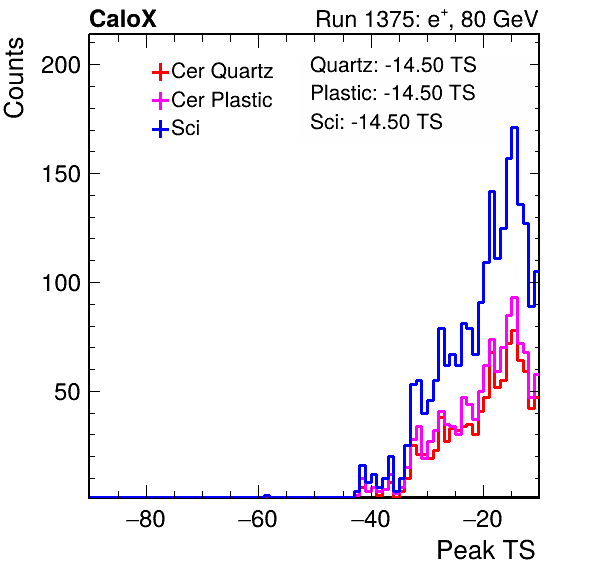 CaloX Run 1375: e⁺, 80 GeV
Counts
Cer Quartz
Cer Plastic
Sci
Quartz: -14.50 TS
Plastic: -14.50 TS
Sci: -14.50 TS
200
150
100
50
−80 −60 −40 −20
Peak TS